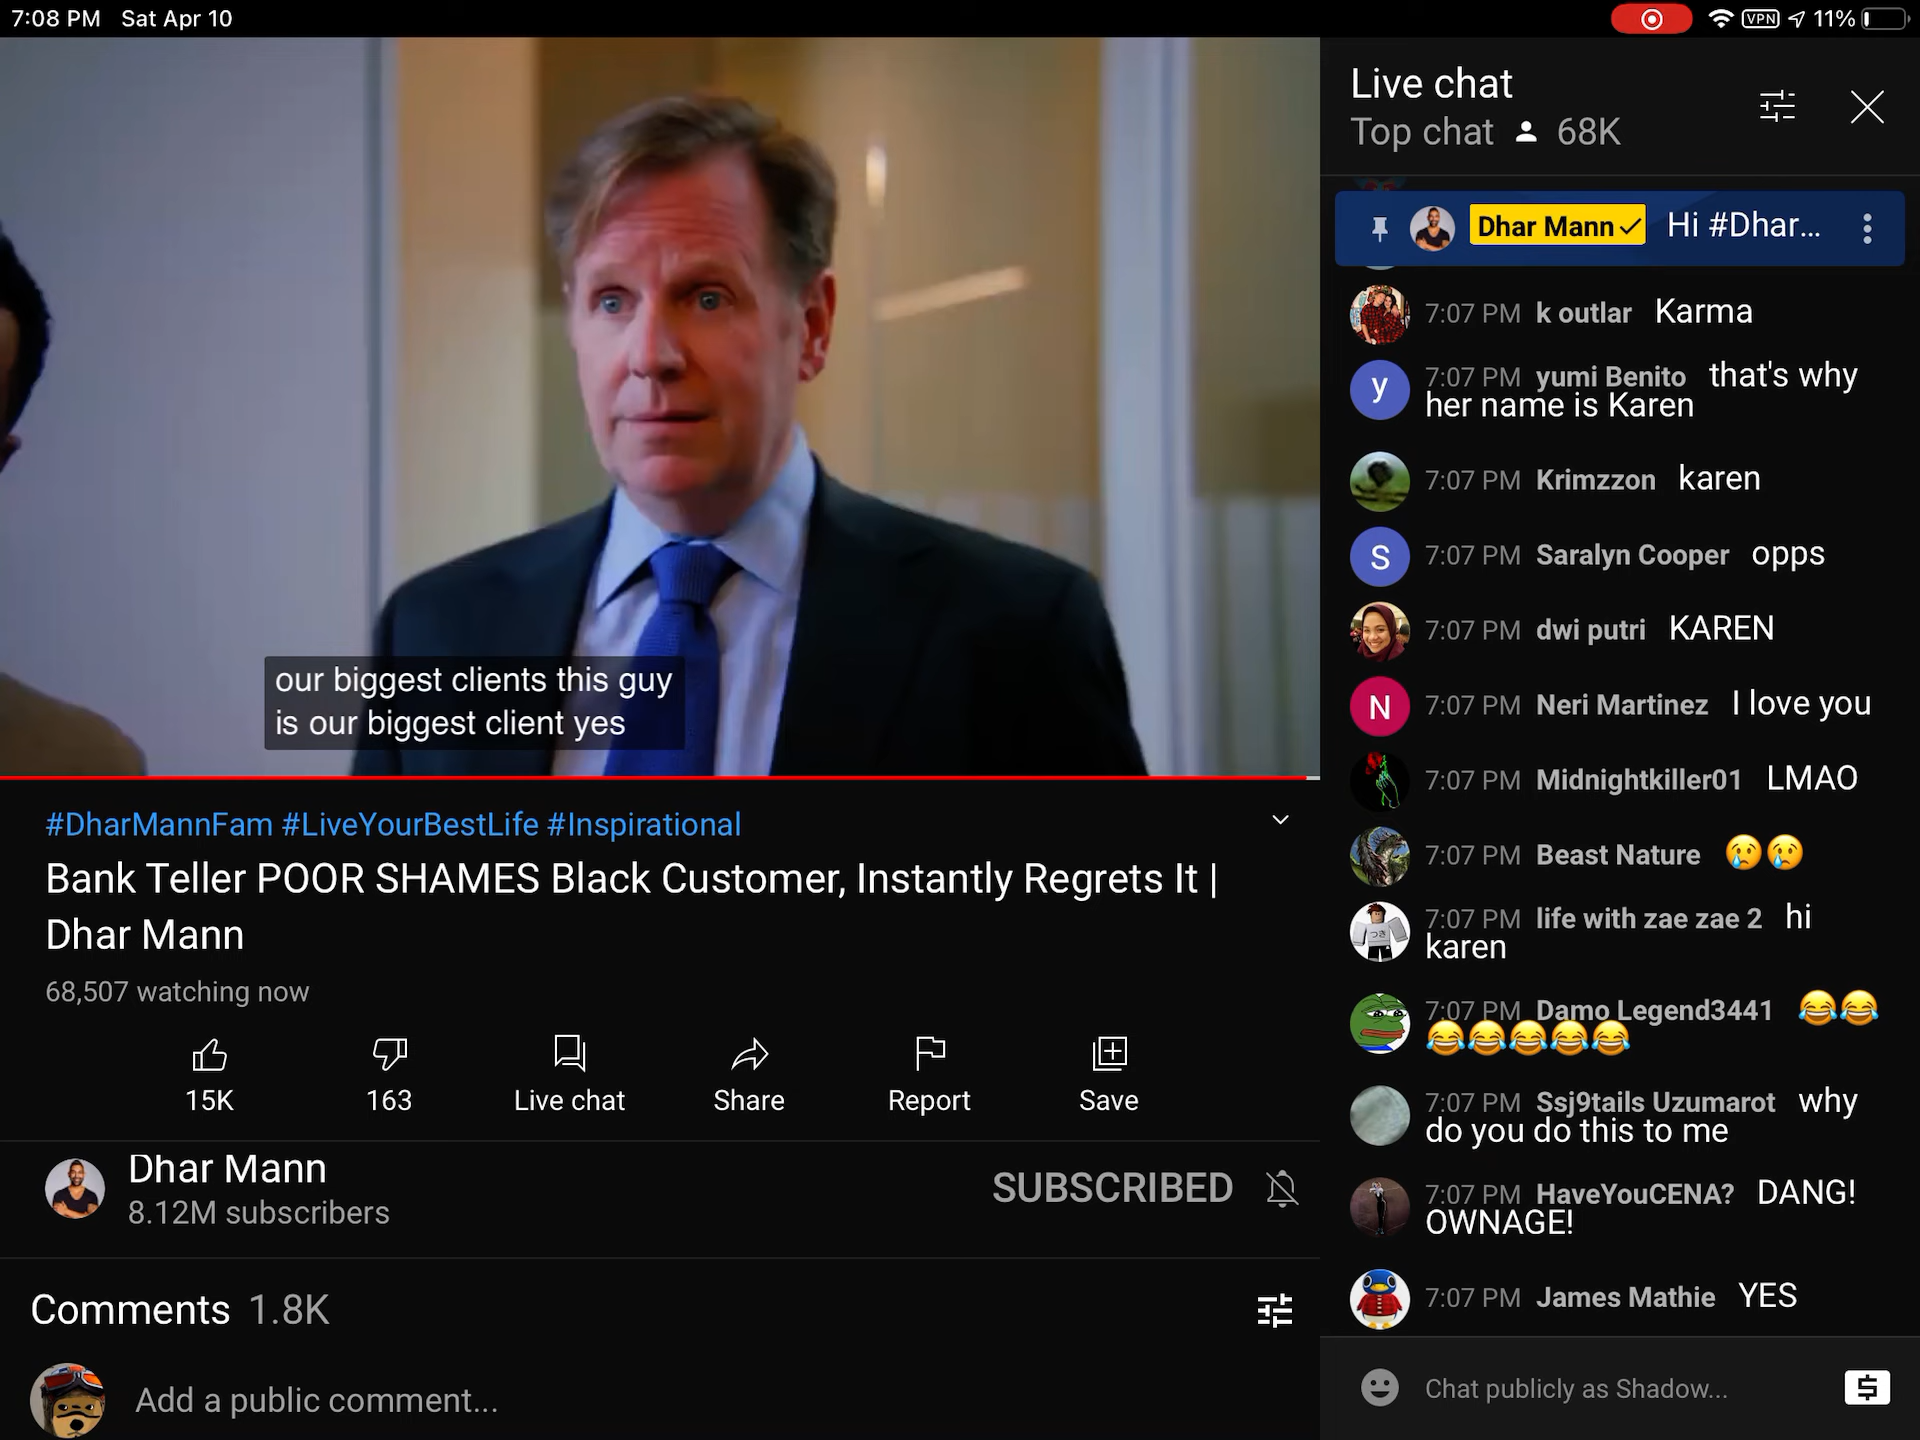 7:08 PM Sat Apr 10
VPN 11%
our biggest clients this guy
is our biggest client yes
#DharMannFam #LiveYourBestLife #Inspirational
Bank Teller POOR SHAMES Black Customer, Instantly Regrets It |
Dhar Mann
68,507 watching now
15K
163
Live chat
Share
Report
Save
Dhar Mann
8.12M subscribers
SUBSCRIBED
Comments 1.8K
Add a public comment...
Live chat
Top chat 68K
Dhar Mann Hi #Dhar...
7:07 PM k outlar Karma
y
7:07 PM yumi Benito that's why
her name is Karen
7:07 PM Krimzzon karen
S
7:07 PM Saralyn Cooper opps
7:07 PM dwi putri KAREN
N
7:07 PM Neri Martinez I love you
7:07 PM Midnightkiller01 LMAO
7:07 PM Beast Nature 😢😢
7:07 PM life with zae zae 2 hi
karen
7:07 PM Damo Legend3441 😂😂
😂😂😂😂😂
7:07 PM Ssj9tails Uzumarot why
do you do this to me
7:07 PM HaveYouCENA? DANG!
OWNAGE!
7:07 PM James Mathie YES
Chat publicly as Shadow...